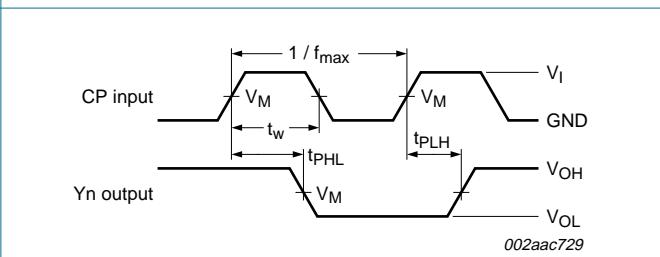 1 / fmax
VI
CP input
VM
VM
GND
tW
tPHL
tPLH
VOH
Yn output
VM
VOL
002aac729